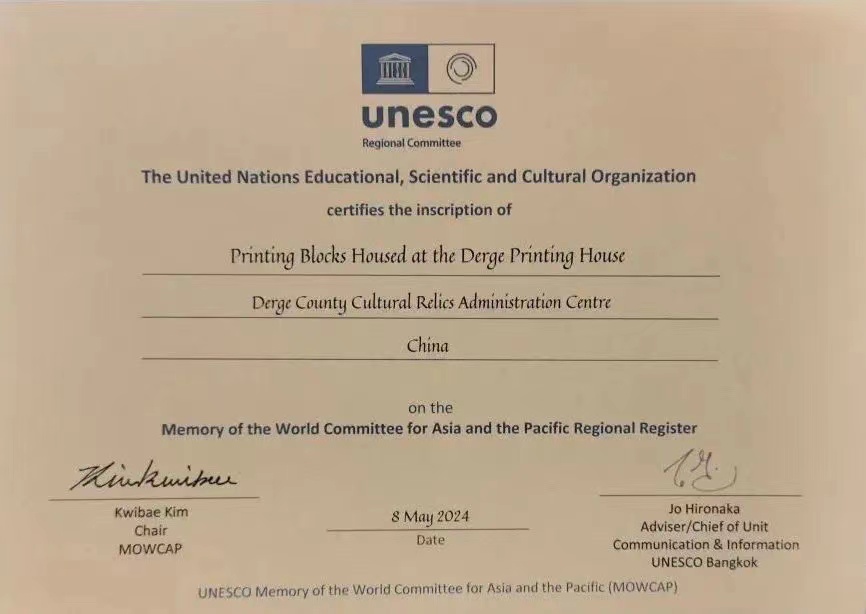 unesco
Regional Committee
The United Nations Educational, Scientific and Cultural Organization
certifies the inscription of
Printing Blocks Housed at the Derge Printing House
Derge County Cultural Relics Administration Centre
China
on the
Memory of the World Committee for Asia and the Pacific Regional Register
Kwibae Kim
Chair
MOWCAP
8 May 2024
Date
Jo Hironaka
Adviser/Chief of Unit
Communication & Information
UNESCO Bangkok
UNESCO Memory of the World Committee for Asia and the Pacific (MOWCAP)